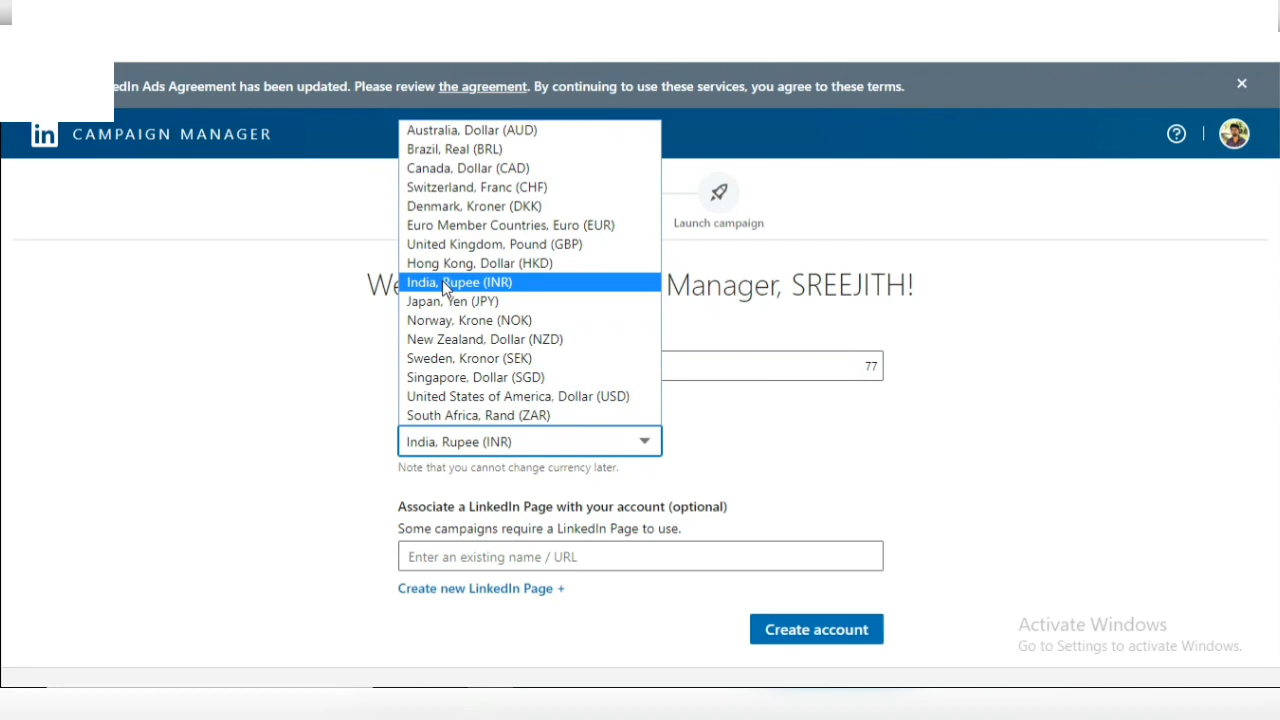 edIn Ads Agreement has been updated. Please review the agreement. By continuing to use these services, you agree to these terms.
in CAMPAIGN MANAGER
Launch campaign
We Manager, SREEJITH!
Australia, Dollar (AUD)
Brazil, Real (BRL)
Canada, Dollar (CAD)
Switzerland, Franc (CHF)
Denmark, Kroner (DKK)
Euro Member Countries, Euro (EUR)
United Kingdom, Pound (GBP)
Hong Kong, Dollar (HKD)
India, Rupee (INR)
Japan, Yen (JPY)
Norway, Krone (NOK)
New Zealand, Dollar (NZD)
Sweden, Kronor (SEK)
Singapore, Dollar (SGD)
United States of America, Dollar (USD)
South Africa, Rand (ZAR)
77
India, Rupee (INR)
Note that you cannot change currency later.
Associate a LinkedIn Page with your account (optional)
Some campaigns require a LinkedIn Page to use.
Enter an existing name / URL
Create new LinkedIn Page +
Create account
Activate Windows
Go to Settings to activate Windows.